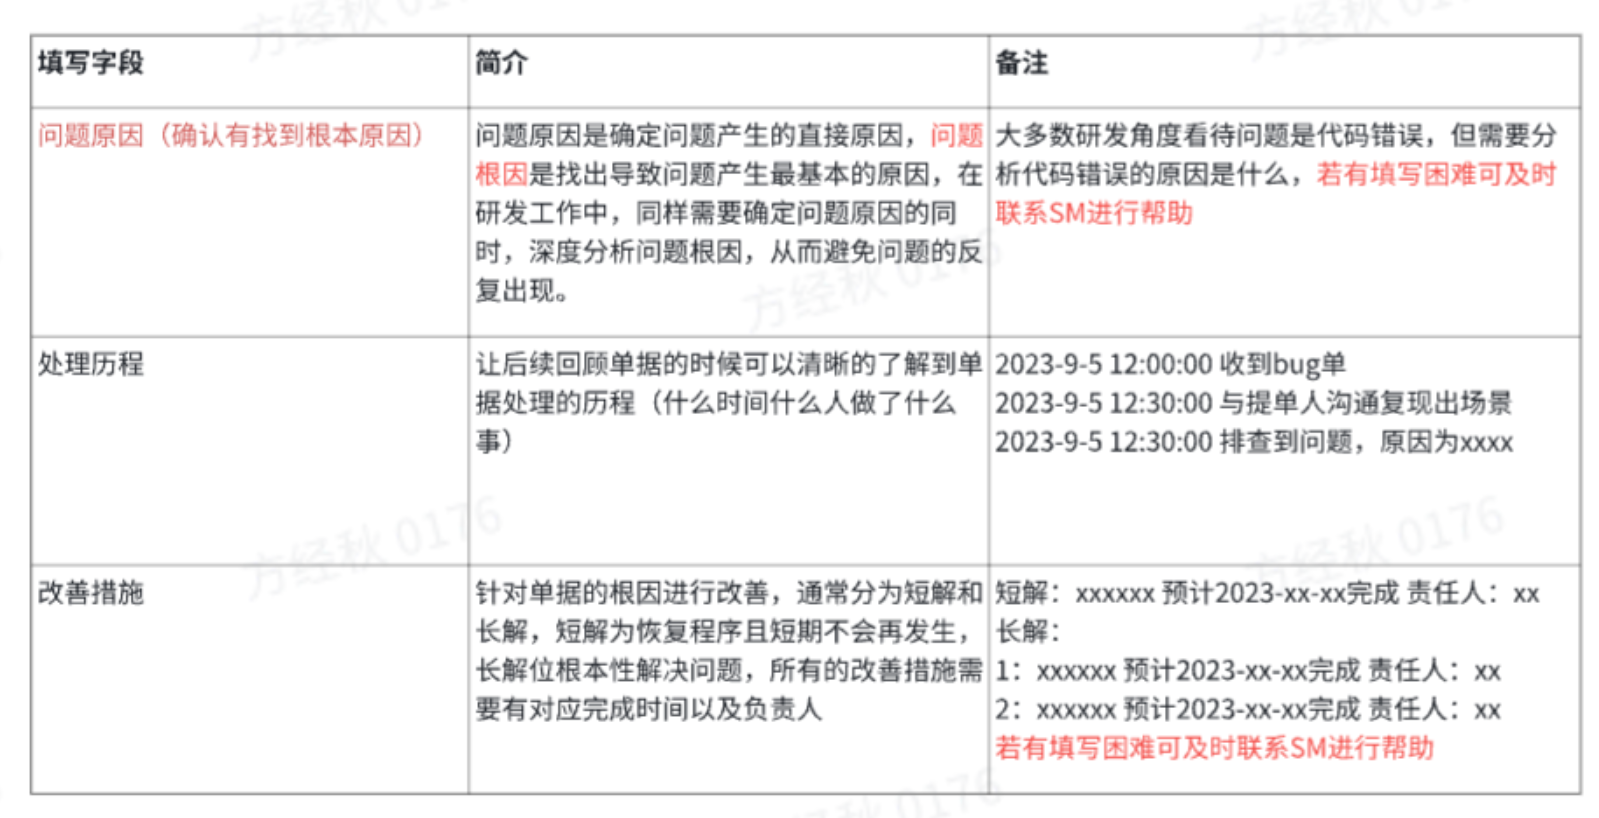 填写字段
简介
备注
问题原因（确认有找到根本原因）
问题原因是确定问题产生的直接原因，问题
根因是找出导致问题产生最基本的原因，在
研发工作中，同样需要确定问题原因的同
时，深度分析问题根因，从而避免问题的反
复出现。
大多数研发角度看待问题是代码错误，但需要分
析代码错误的原因是什么，若有填写困难可及时
联系SM进行帮助
处理历程
让后续回顾单据的时候可以清晰的了解到单
据处理的历程（什么时间什么人做了什么
事）
2023-9-5 12:00:00 收到bug单
2023-9-5 12:30:00 与提单人沟通复现出场景
2023-9-5 12:30:00 排查到问题，原因为xxxx
改善措施
针对单据的根因进行改善，通常分为短解和
长解，短解为恢复程序且短期不会再发生，
长解位根本性解决问题，所有的改善措施需
要有对应完成时间以及负责人
短解：xxxxxx 预计2023-xx-xx完成 责任人：xx
长解：
1：xxxxxx 预计2023-xx-xx完成 责任人：xx
2：xxxxxx 预计2023-xx-xx完成 责任人：xx
若有填写困难可及时联系SM进行帮助
方经秋 0176
方经秋 0176
方经秋 0176
方经秋 0176
方经秋 0176
0176